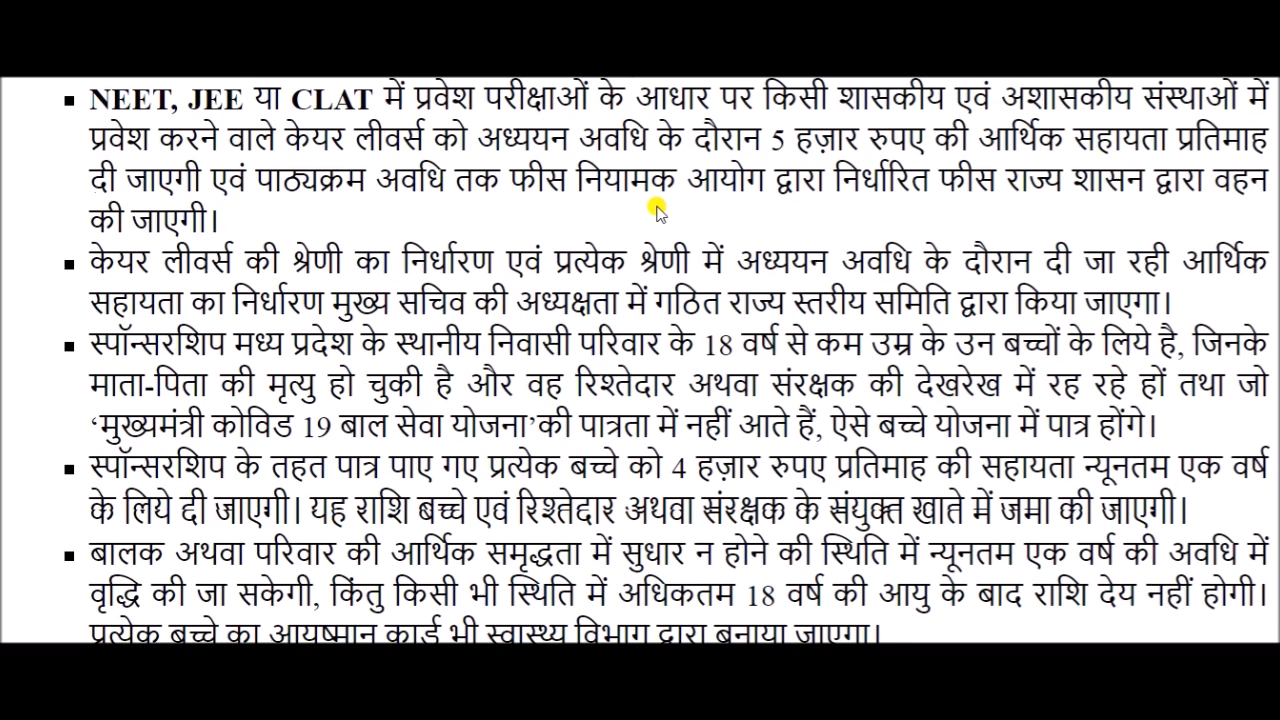 ▪ NEET, JEE या CLAT में प्रवेश परीक्षाओं के आधार पर किसी शासकीय एवं अशासकीय संस्थाओं में
प्रवेश करने वाले केयर लीवर्स को अध्ययन अवधि के दौरान 5 हज़ार रुपए की आर्थिक सहायता प्रतिमाह
दी जाएगी एवं पाठ्यक्रम अवधि तक फीस नियामक आयोग द्वारा निर्धारित फीस राज्य शासन द्वारा वहन
की जाएगी।
▪ केयर लीवर्स की श्रेणी का निर्धारण एवं प्रत्येक श्रेणी में अध्ययन अवधि के दौरान दी जा रही आर्थिक
सहायता का निर्धारण मुख्य सचिव की अध्यक्षता में गठित राज्य स्तरीय समिति द्वारा किया जाएगा।
▪ स्पॉन्सरशिप मध्य प्रदेश के स्थानीय निवासी परिवार के 18 वर्ष से कम उम्र के उन बच्चों के लिये है, जिनके
माता-पिता की मृत्यु हो चुकी है और वह रिश्तेदार अथवा संरक्षक की देखरेख में रह रहे हों तथा जो
‘मुख्यमंत्री कोविड 19 बाल सेवा योजना’की पात्रता में नहीं आते हैं, ऐसे बच्चे योजना में पात्र होंगे।
▪ स्पॉन्सरशिप के तहत पात्र पाए गए प्रत्येक बच्चे को 4 हज़ार रुपए प्रतिमाह की सहायता न्यूनतम एक वर्ष
के लिये दी जाएगी। यह राशि बच्चे एवं रिश्तेदार अथवा संरक्षक के संयुक्त खाते में जमा की जाएगी।
▪ बालक अथवा परिवार की आर्थिक समृद्धता में सुधार न होने की स्थिति में न्यूनतम एक वर्ष की अवधि में
वृद्धि की जा सकेगी, किंतु किसी भी स्थिति में अधिकतम 18 वर्ष की आयु के बाद राशि देय नहीं होगी।
प्रत्येक बच्चे का आयुष्मान कार्ड भी स्वास्थ्य विभाग द्वारा बनाया जाएगा।